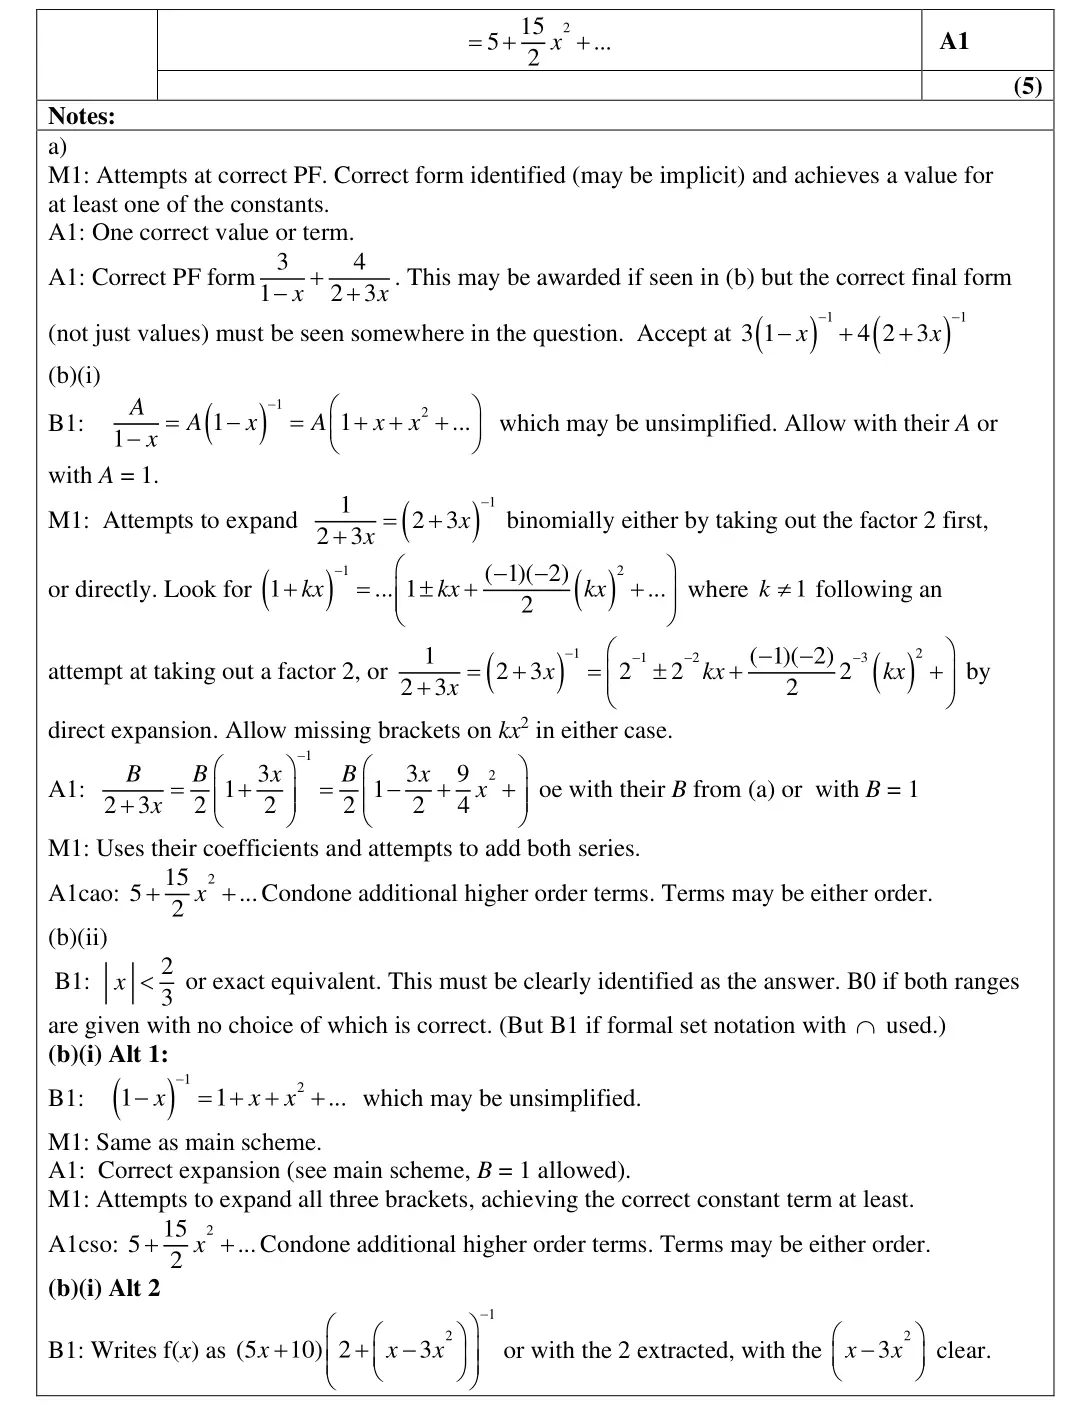 = 5 + 15/2 x² + ... A1
(5)
Notes:
a)
M1: Attempts at correct PF. Correct form identified (may be implicit) and achieves a value for
at least one of the constants.
A1: One correct value or term.
A1: Correct PF form 3/(1−x) + 4/(2+3x). This may be awarded if seen in (b) but the correct final form
(not just values) must be seen somewhere in the question. Accept at 3(1−x)⁻¹ + 4(2+3x)⁻¹
(b)(i)
B1: A/(1−x) = A(1−x)⁻¹ = A(1+x+x²+...) which may be unsimplified. Allow with their A or
with A = 1.
M1: Attempts to expand 1/(2+3x) = (2+3x)⁻¹ binomially either by taking out the factor 2 first,
or directly. Look for (1+kx)⁻¹ = ...(1±kx+(−1)(−2)/2 (kx)²+...) where k ≠ 1 following an
attempt at taking out a factor 2, or 1/(2+3x) = (2+3x)⁻¹ = (2⁻¹ ± 2⁻²kx + (−1)(−2)/2 2⁻³(kx)² + ) by
direct expansion. Allow missing brackets on kx² in either case.
A1: B/(2+3x) = B/2 (1+3x/2)⁻¹ = B/2 (1 − 3x/2 + 9/4 x² + ) oe with their B from (a) or with B = 1
M1: Uses their coefficients and attempts to add both series.
A1cao: 5 + 15/2 x² + ... Condone additional higher order terms. Terms may be either order.
(b)(ii)
B1: |x| < 2/3 or exact equivalent. This must be clearly identified as the answer. B0 if both ranges
are given with no choice of which is correct. (But B1 if formal set notation with ∩ used.)
(b)(i) Alt 1:
B1: (1−x)⁻¹ = 1+x+x²+... which may be unsimplified.
M1: Same as main scheme.
A1: Correct expansion (see main scheme, B = 1 allowed).
M1: Attempts to expand all three brackets, achieving the correct constant term at least.
A1cso: 5 + 15/2 x² + ... Condone additional higher order terms. Terms may be either order.
(b)(i) Alt 2
B1: Writes f(x) as (5x+10)(2+(x−3x²))⁻¹ or with the 2 extracted, with the (x−3x²) clear.